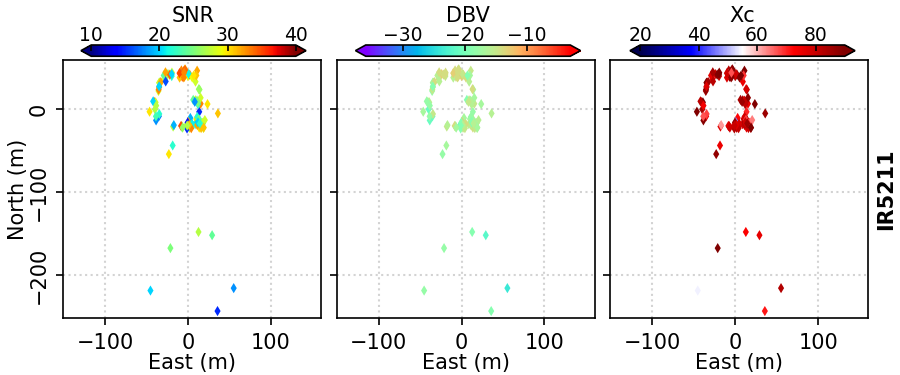 SNR DBV Xc
10 20 30 40 −30 −20 −10 20 40 60 80
North (m)
0
−100
−200
−100 0 100 −100 0 100 −100 0 100
East (m) East (m) East (m)
IR5211